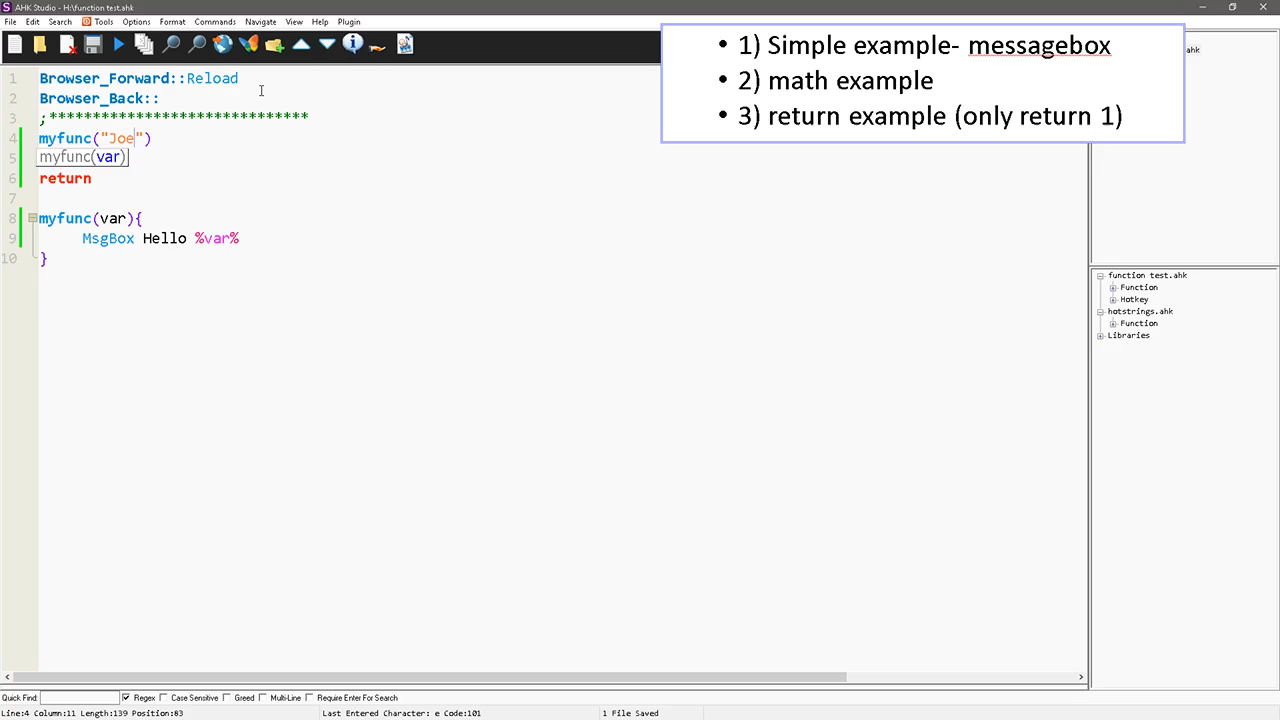 AHK Studio - H:\function test.ahk
File Edit Search Tools Options Format Commands Navigate View Help Plugin
• 1) Simple example- messagebox
• 2) math example
• 3) return example (only return 1)
.ahk
1 Browser_Forward::Reload
2 Browser_Back::
3 ;******************************
4 myfunc("Joe")
5 myfunc(var)
6 return
7
8 myfunc(var){
9 MsgBox Hello %var%
10 }
function test.ahk
Function
Hotkey
hotstrings.ahk
Function
Libraries
Quick Find: Regex Case Sensitive Greed Multi-Line Require Enter For Search
Line:4 Column:11 Length:139 Position:83 Last Entered Character: e Code:101 1 File Saved